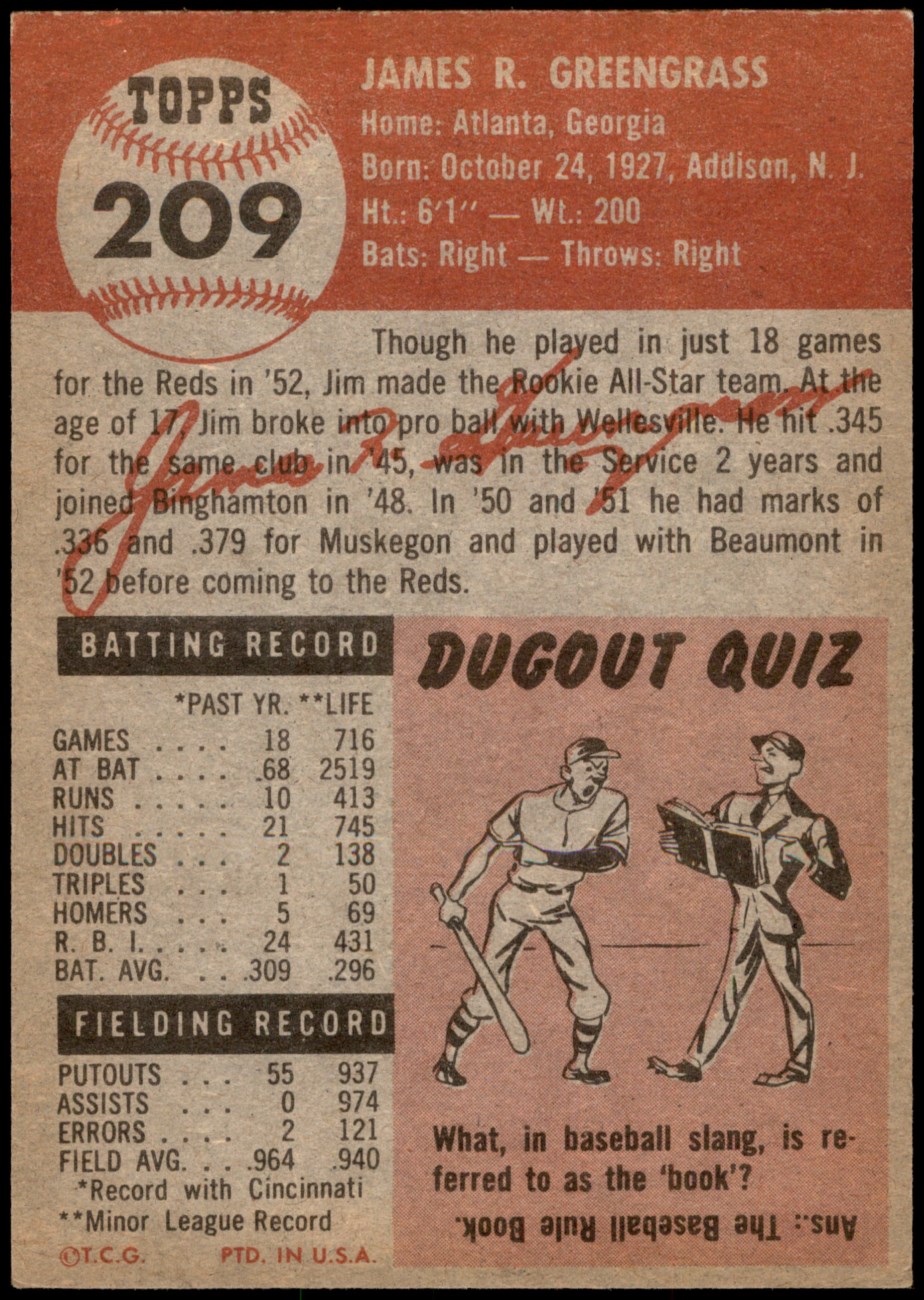 TOPPS
209
JAMES R. GREENGRASS
Home: Atlanta, Georgia
Born: October 24, 1927, Addison, N. J.
Ht.: 6'1" — Wt.: 200
Bats: Right — Throws: Right
Though he played in just 18 games
for the Reds in '52, Jim made the Rookie All-Star team. At the
age of 17, Jim broke into pro ball with Wellesville. He hit .345
for the same club in '45, was in the Service 2 years and
joined Binghamton in '48. In '50 and '51 he had marks of
.336 and .379 for Muskegon and played with Beaumont in
'52 before coming to the Reds.
James R. Greengrass
BATTING RECORD
*PAST YR. **LIFE
GAMES .... 18 716
AT BAT .... 68 2519
RUNS ..... 10 413
HITS ..... 21 745
DOUBLES ... 2 138
TRIPLES ... 1 50
HOMERS ... 5 69
R. B. I. .... 24 431
BAT. AVG. ...309 .296
FIELDING RECORD
PUTOUTS ... 55 937
ASSISTS ... 0 974
ERRORS .... 2 121
FIELD AVG. ...964 .940
*Record with Cincinnati
**Minor League Record
©T.C.G. PTD. IN U.S.A.
DUGOUT QUIZ
What, in baseball slang, is re-
ferred to as the 'book'?
Ans.: The Baseball Rule Book.